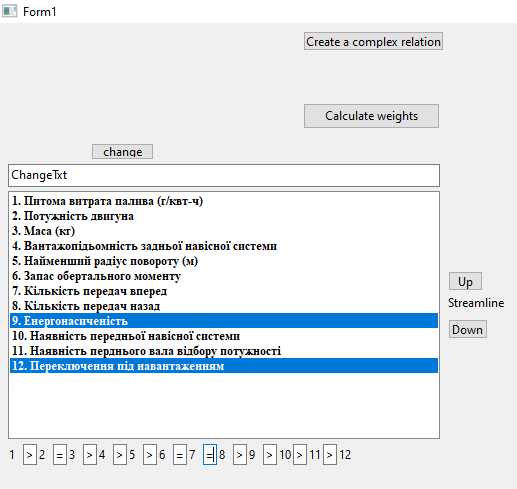 Form1
Create a complex relation
Calculate weights
change
ChangeTxt
1. Питома витрата палива (г/квт-ч)
2. Потужність двигуна
3. Маса (кг)
4. Вантажопідьомність задньої навісної системи
5. Найменший радіус повороту (м)
6. Запас обертального моменту
7. Кількість передач вперед
8. Кількість передач назад
9. Енергонасиченість
10. Наявність передньої навісної системи
11. Наявність перднього вала відбору потужності
12. Переключення під навантаженням
Up
Streamline
Down
1 > 2 = 3 > 4 > 5 > 6 = 7 = 8 > 9 > 10 > 11 > 12